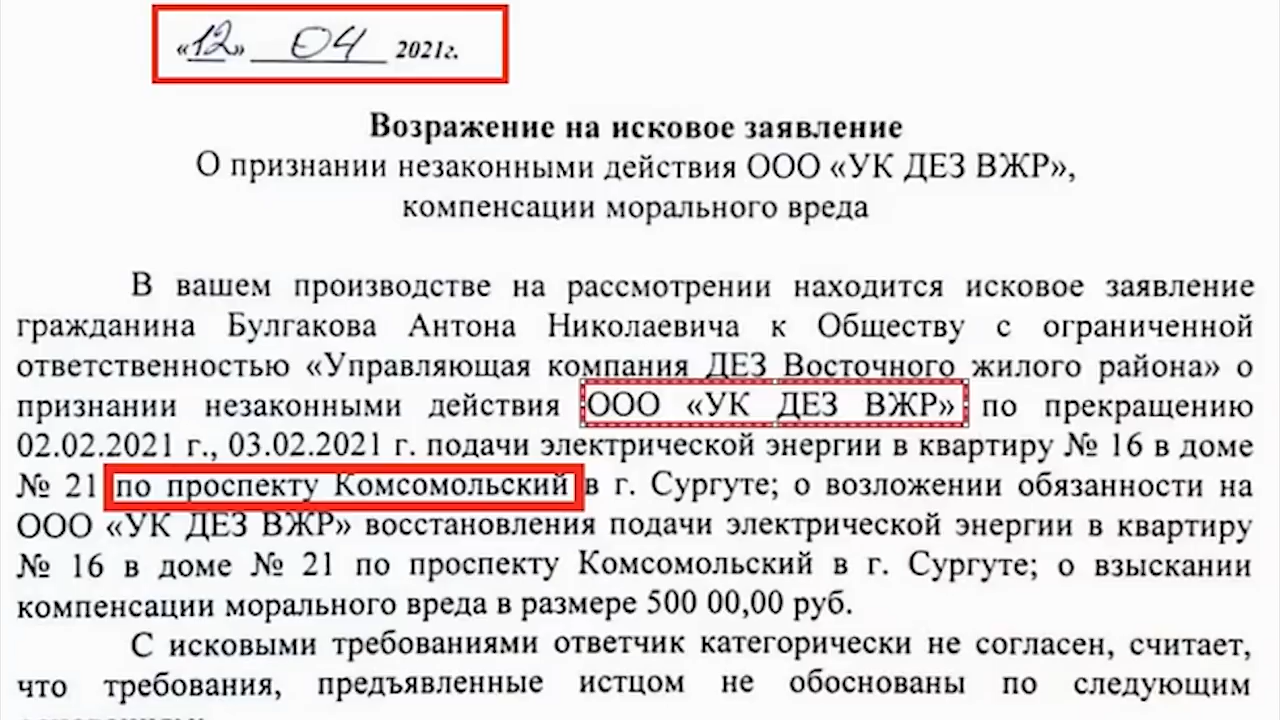 «12» 04 2021г.
Возражение на исковое заявление
О признании незаконными действия ООО «УК ДЕЗ ВЖР»,
компенсации морального вреда
В вашем производстве на рассмотрении находится исковое заявление
гражданина Булгакова Антона Николаевича к Обществу с ограниченной
ответственностью «Управляющая компания ДЕЗ Восточного жилого района» о
признании незаконными действия ООО «УК ДЕЗ ВЖР» по прекращению
02.02.2021 г., 03.02.2021 г. подачи электрической энергии в квартиру № 16 в доме
№ 21 по проспекту Комсомольский в г. Сургуте; о возложении обязанности на
ООО «УК ДЕЗ ВЖР» восстановления подачи электрической энергии в квартиру
№ 16 в доме № 21 по проспекту Комсомольский в г. Сургуте; о взыскании
компенсации морального вреда в размере 500 00,00 руб.
С исковыми требованиями ответчик категорически не согласен, считает,
что требования, предъявленные истцом не обоснованы по следующим